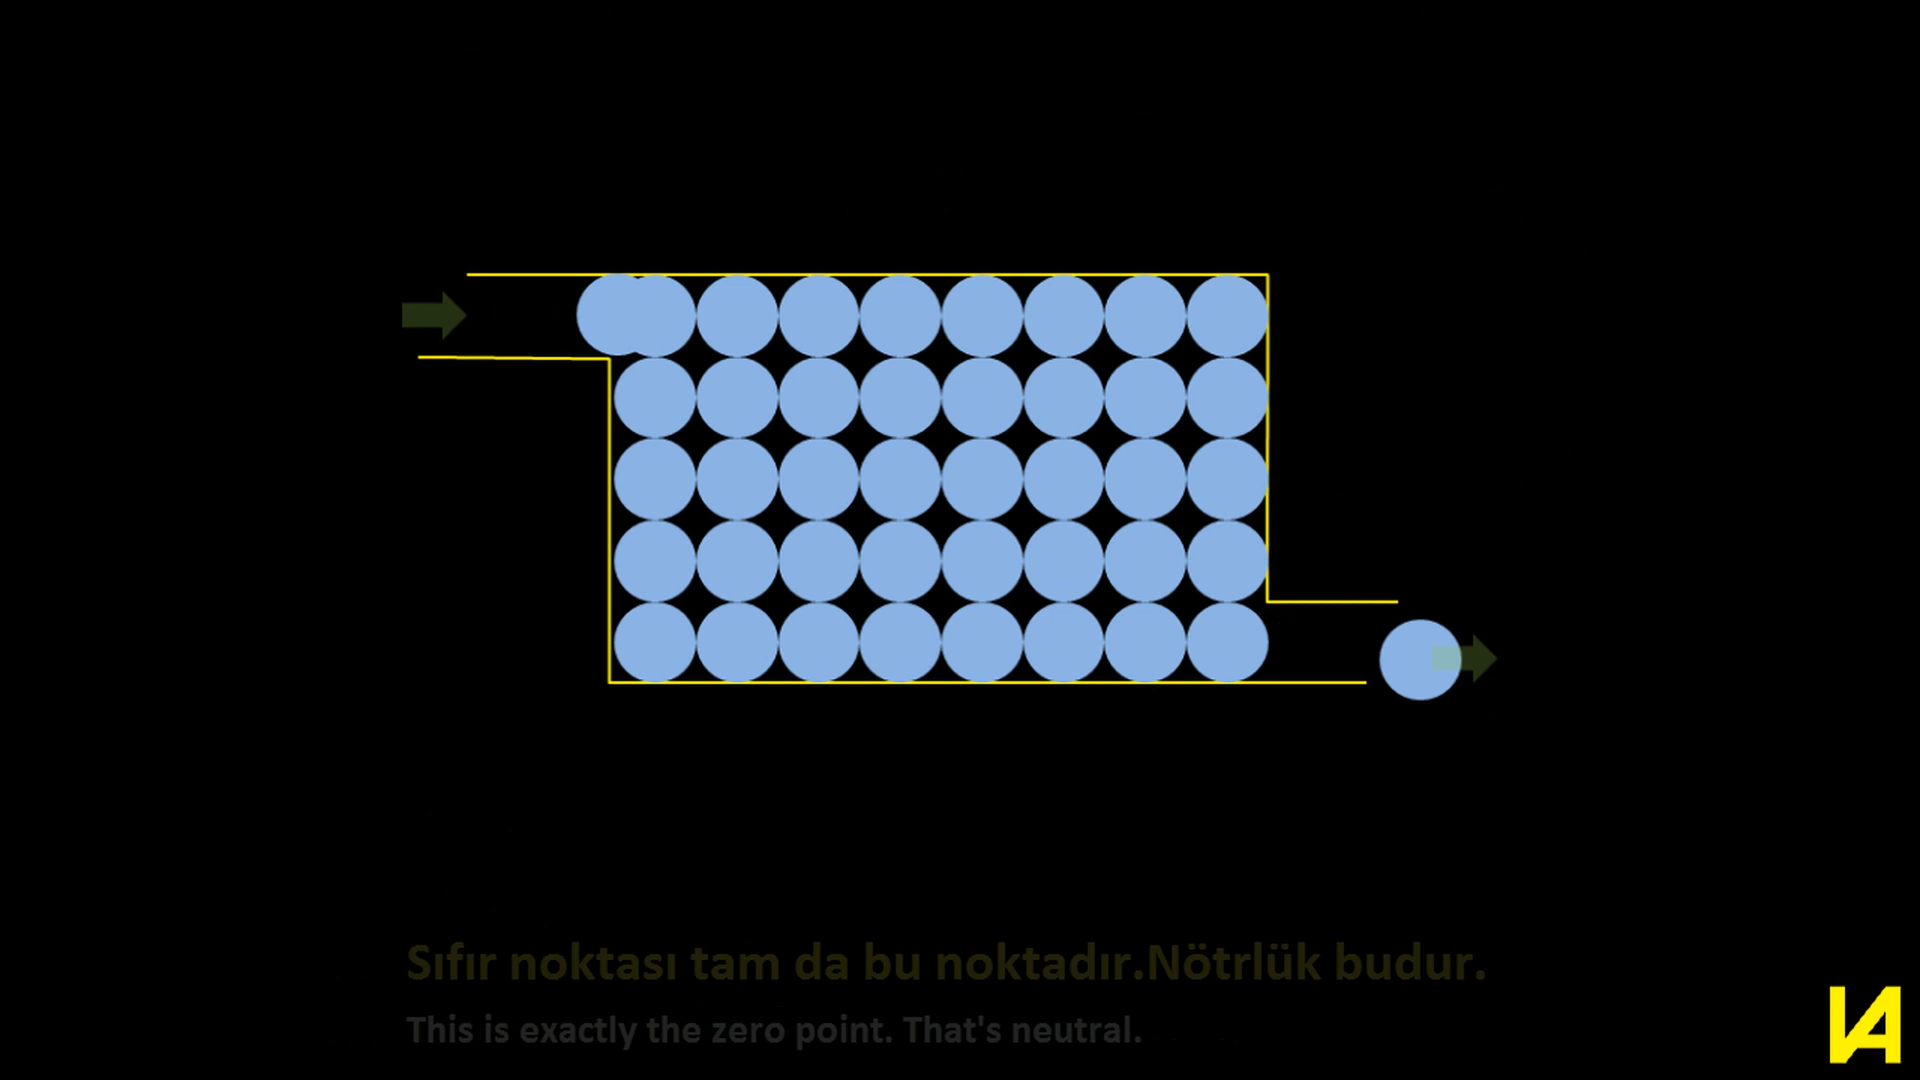 Sıfır noktası tam da bu noktadır.Nötrlük budur.
This is exactly the zero point. That's neutral.